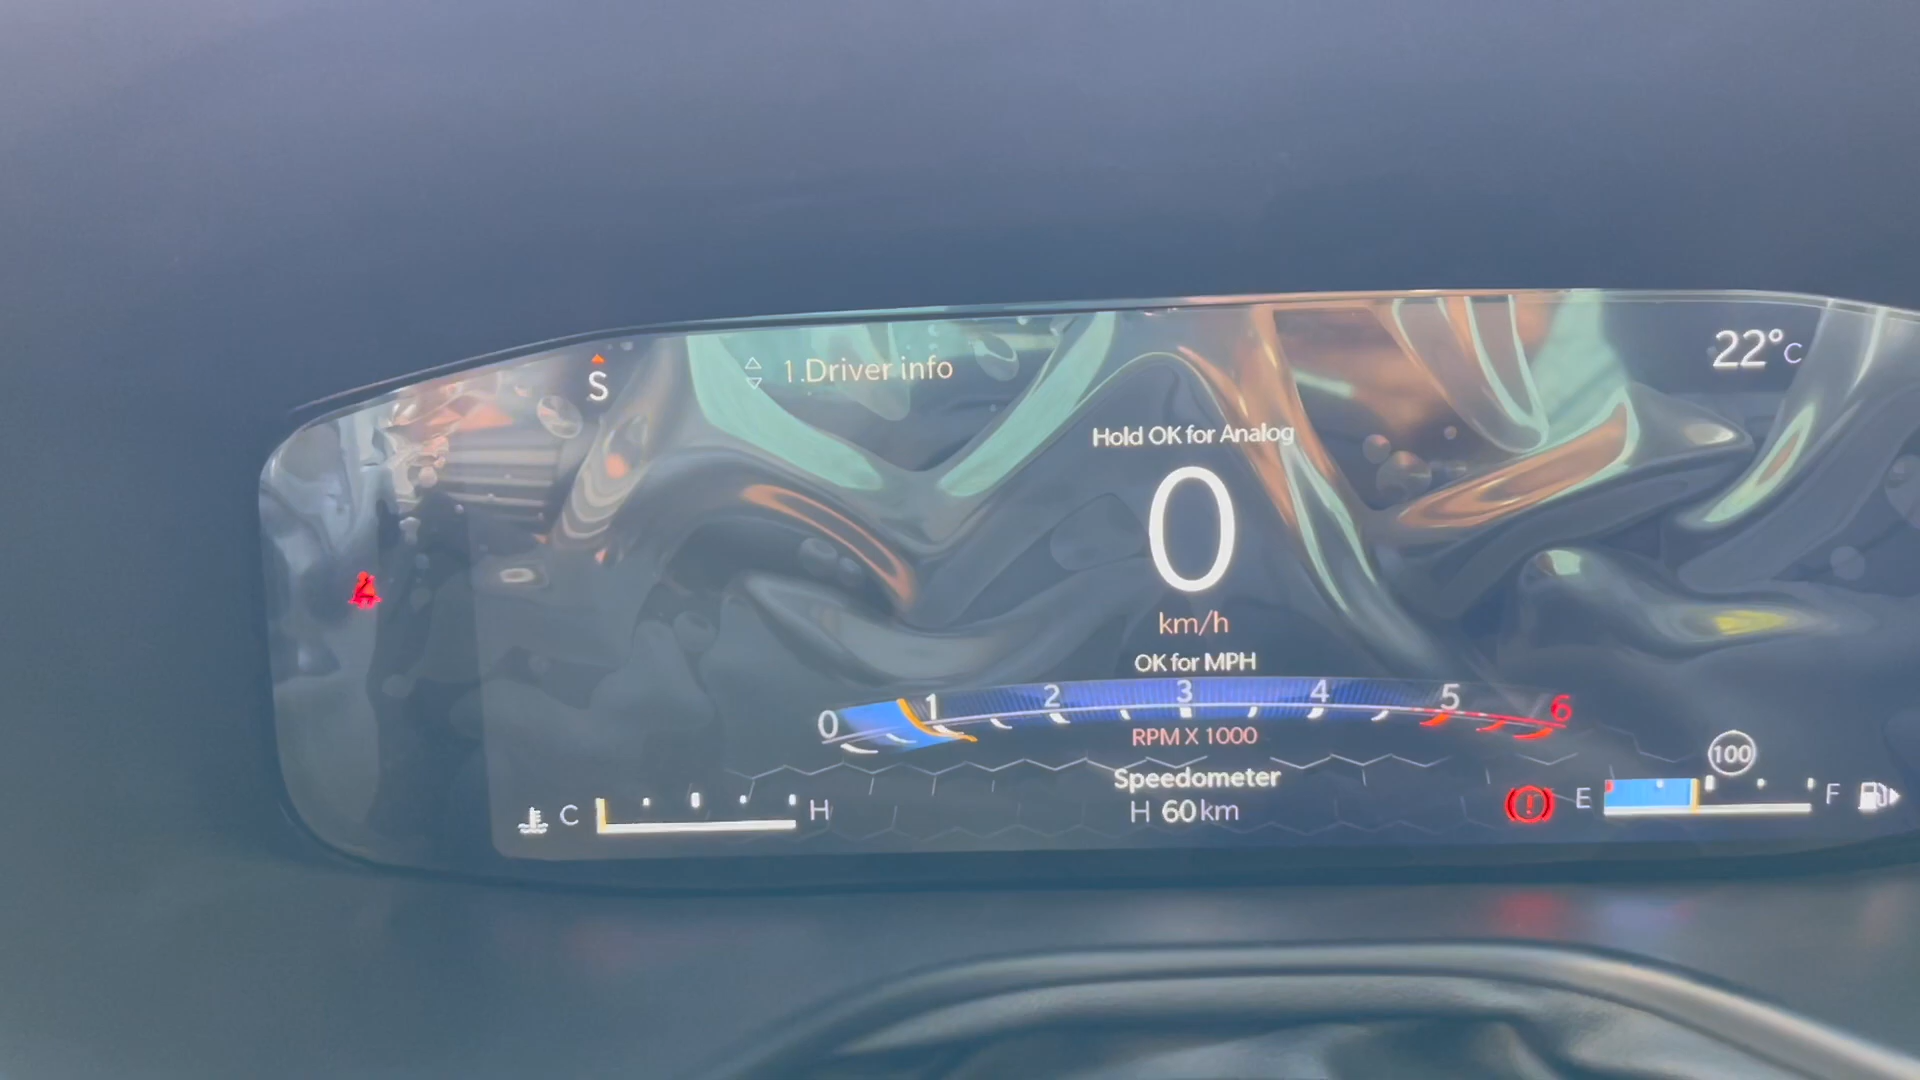 S
1.Driver info
22°C
Hold OK for Analog
0
km/h
OK for MPH
0 1 2 3 4 5 6
RPM X 1000
100
Speedometer
C H
H 60 km
E F